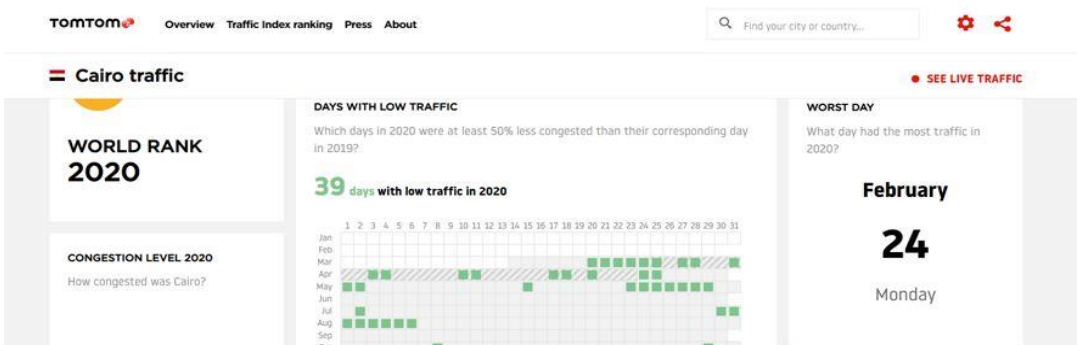 TOMTOM
Overview Traffic Index ranking Press About
Find your city or country...
Cairo traffic
SEE LIVE TRAFFIC
WORLD RANK
2020
CONGESTION LEVEL 2020
How congested was Cairo?
DAYS WITH LOW TRAFFIC
Which days in 2020 were at least 50% less congested than their corresponding day
in 2019?
39 days with low traffic in 2020
1 2 3 4 5 6 7 8 9 10 11 12 13 14 15 16 17 18 19 20 21 22 23 24 25 26 27 28 29 30 31
Jan
Feb
Mar
Apr
May
Jun
Jul
Aug
Sep
WORST DAY
What day had the most traffic in
2020?
February
24
Monday